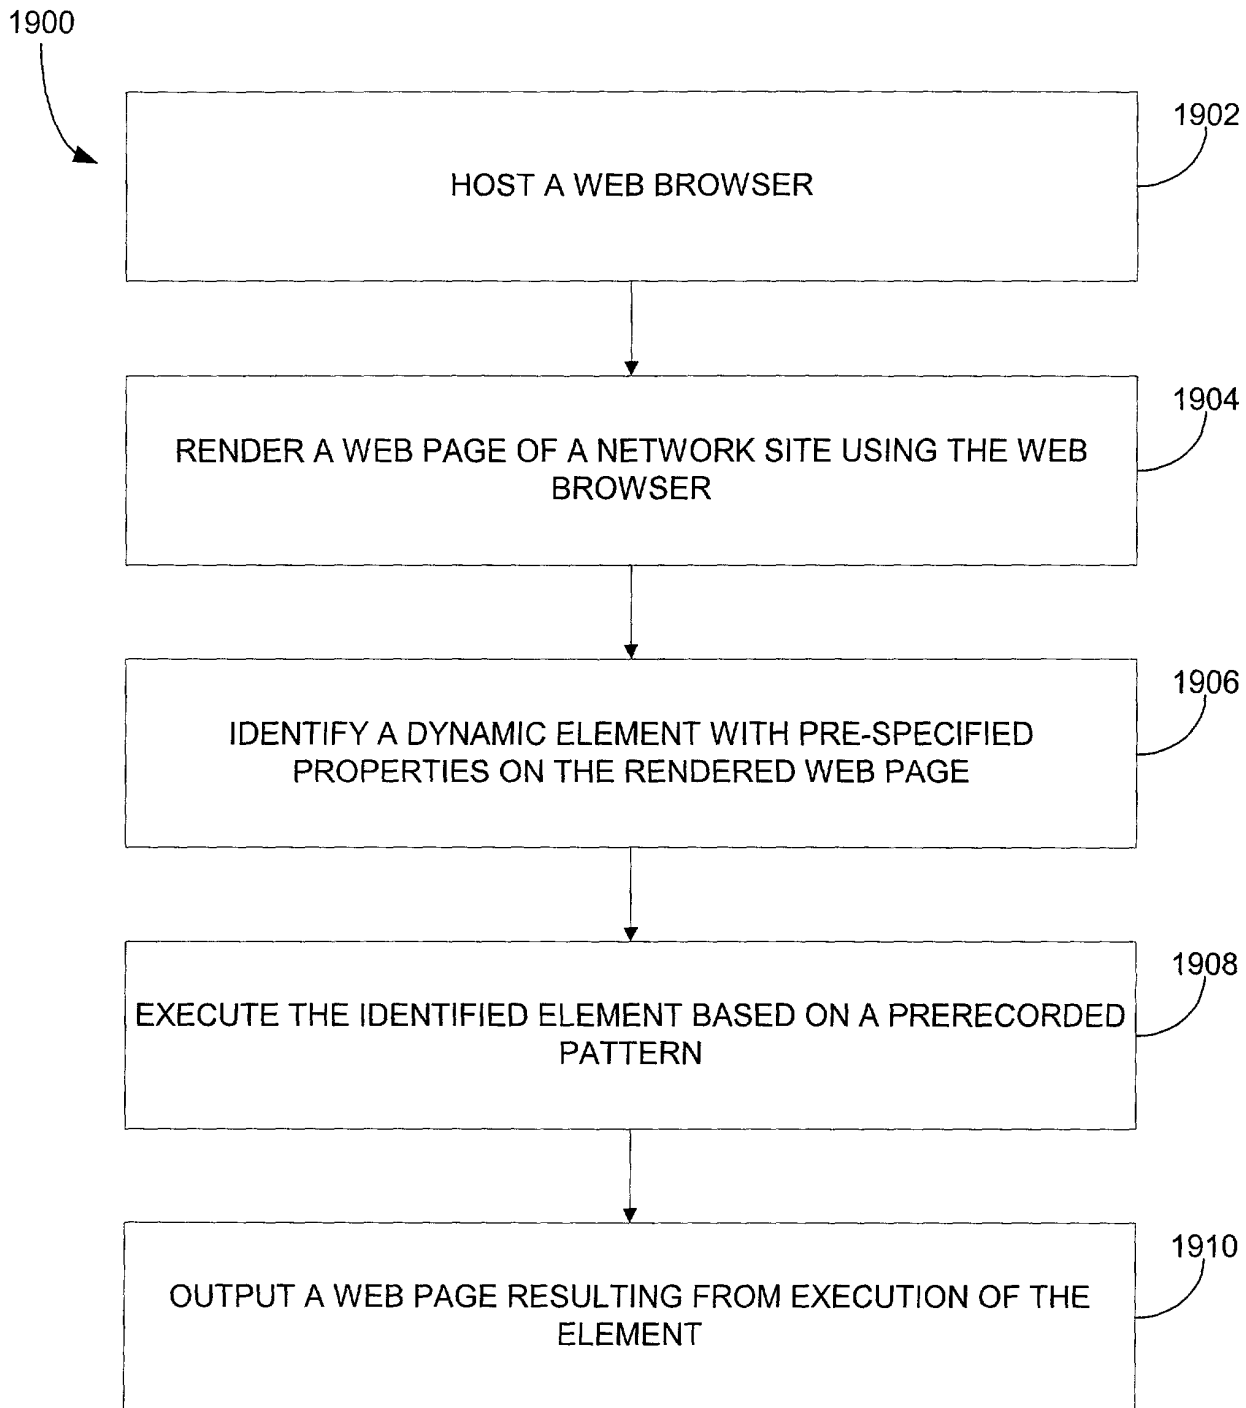 1900
1902
HOST A WEB BROWSER
1904
RENDER A WEB PAGE OF A NETWORK SITE USING THE WEB
BROWSER
1906
IDENTIFY A DYNAMIC ELEMENT WITH PRE-SPECIFIED
PROPERTIES ON THE RENDERED WEB PAGE
1908
EXECUTE THE IDENTIFIED ELEMENT BASED ON A PRERECORDED
PATTERN
1910
OUTPUT A WEB PAGE RESULTING FROM EXECUTION OF THE
ELEMENT